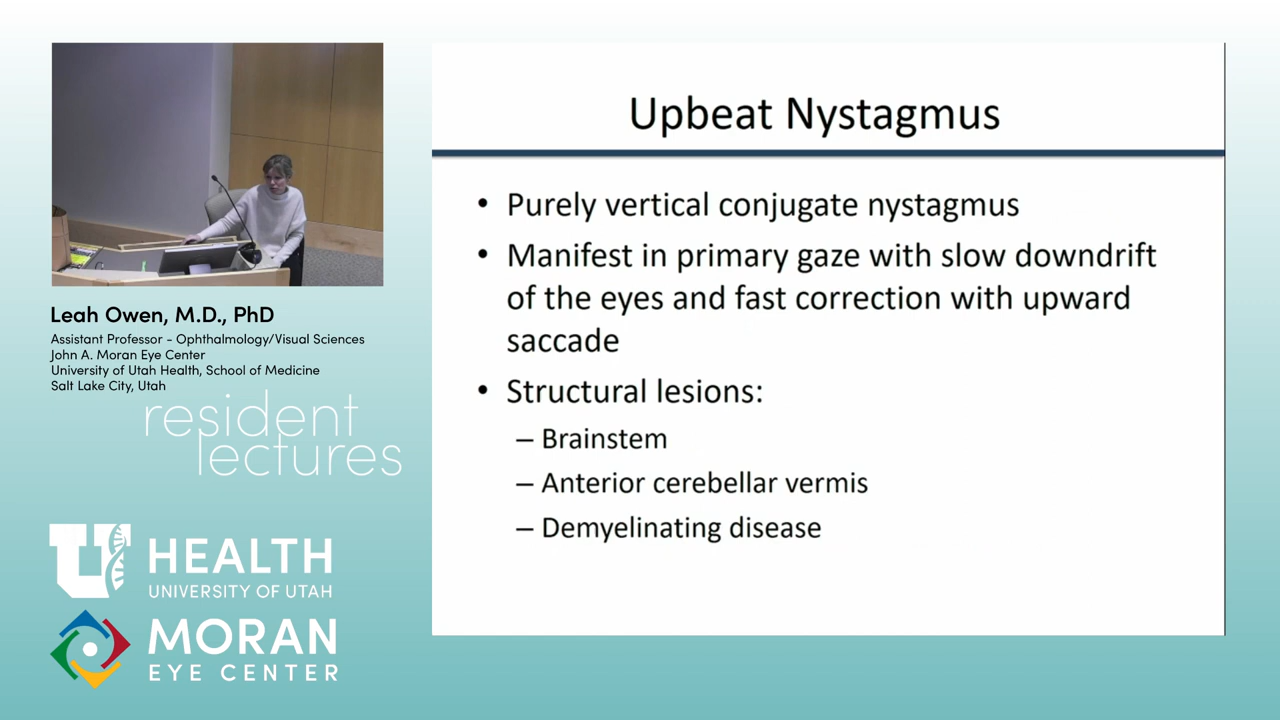 Leah Owen, M.D., PhD
Assistant Professor - Ophthalmology/Visual Sciences
John A. Moran Eye Center
University of Utah Health, School of Medicine
Salt Lake City, Utah
resident
lectures
U HEALTH
UNIVERSITY OF UTAH
MORAN
EYE CENTER
Upbeat Nystagmus
• Purely vertical conjugate nystagmus
• Manifest in primary gaze with slow downdrift
of the eyes and fast correction with upward
saccade
• Structural lesions:
– Brainstem
– Anterior cerebellar vermis
– Demyelinating disease